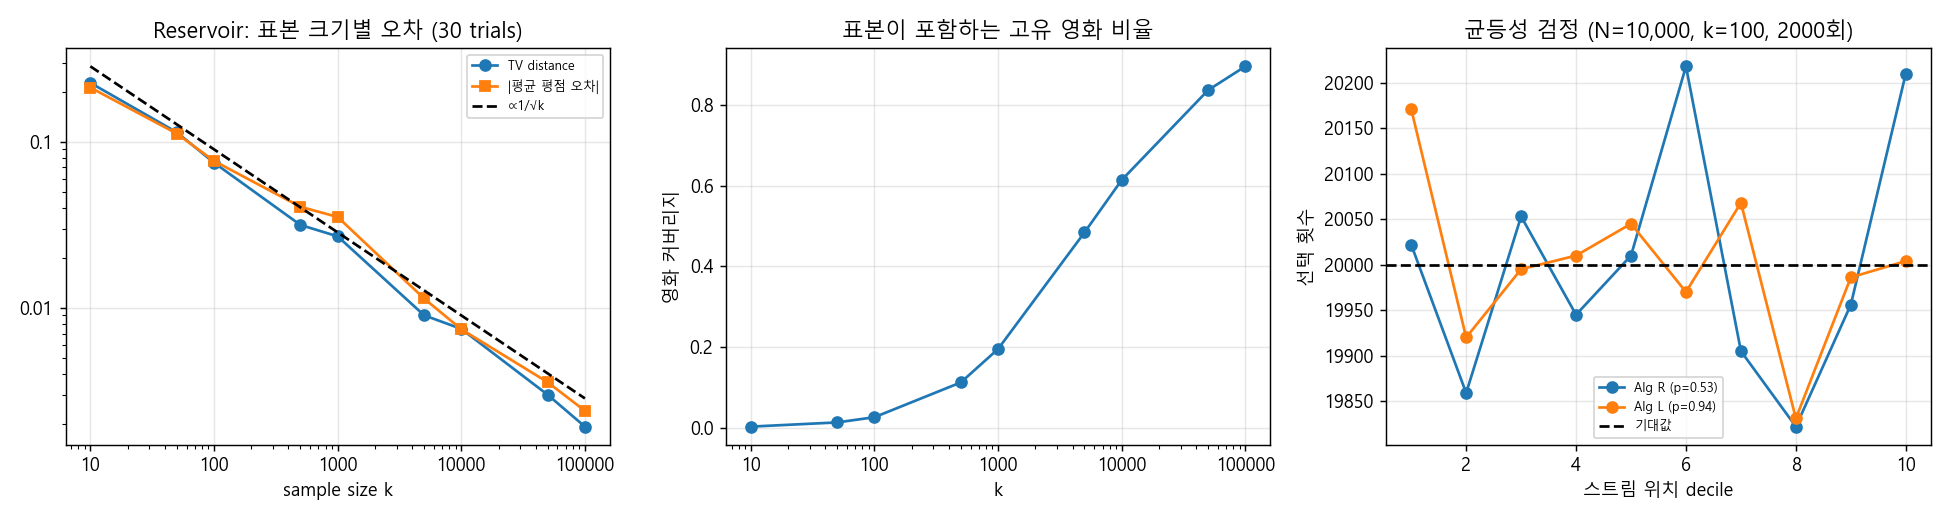 Reservoir: 표본 크기별 오차 (30 trials)
TV distance
|평균 평점 오차|
∝1/√k
0.1
0.01
10
100
1000
10000
100000
sample size k
표본이 포함하는 고유 영화 비율
영화 커버리지
0.8
0.6
0.4
0.2
0.0
10
100
1000
10000
100000
k
균등성 검정 (N=10,000, k=100, 2000회)
선택 횟수
20200
20150
20100
20050
20000
19950
19900
19850
Alg R (p=0.53)
Alg L (p=0.94)
기대값
2
4
6
8
10
스트림 위치 decile